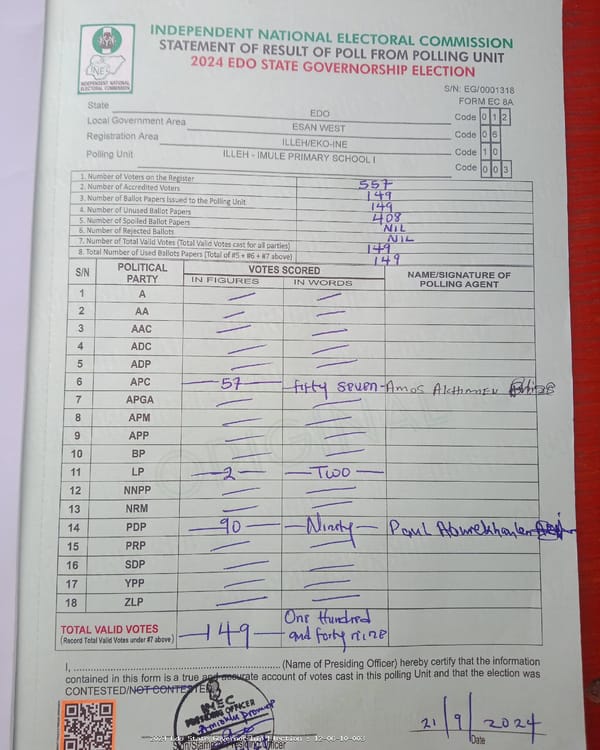 INDEPENDENT NATIONAL ELECTORAL COMMISSION
STATEMENT OF RESULT OF POLL FROM POLLING UNIT
2024 EDO STATE GOVERNORSHIP ELECTION
INEC
INDEPENDENT NATIONAL
ELECTORAL COMMISSION
S/N: EG/0001318
FORM EC 8A
State EDO Code 0 1 2
Local Government Area ESAN WEST Code 0 6
Registration Area ILLEH/EKO-INE Code 1 0
Polling Unit ILLEH - IMULE PRIMARY SCHOOL I Code 0 0 3
1. Number of Voters on the Register 557
2. Number of Accredited Voters 149
3. Number of Ballot Papers Issued to the Polling Unit 149
4. Number of Unused Ballot Papers 408
5. Number of Spoiled Ballot Papers NIL
6. Number of Rejected Ballots NIL
7. Number of Total Valid Votes (Total Valid Votes cast for all parties) 149
8. Total Number of Used Ballots Papers (Total of #5 + #6 + #7 above) 149
S/N POLITICAL PARTY VOTES SCORED NAME/SIGNATURE OF POLLING AGENT
IN FIGURES IN WORDS
1 A
2 AA
3 AAC
4 ADC
5 ADP
6 APC 57 fifty seven Amos
7 APGA
8 APM
9 APP
10 BP
11 LP 2 Two
12 NNPP
13 NRM
14 PDP 90 Ninety Paul
15 PRP
16 SDP
17 YPP
18 ZLP
TOTAL VALID VOTES 149 One Hundred and forty nine
(Record Total Valid Votes under #7 above)
ORIGINAL
I, (Name of Presiding Officer) hereby certify that the information
contained in this form is a true and accurate account of votes cast in this polling Unit and that the election was
CONTESTED/NOT CONTESTED
INEC
PRESIDING OFFICER
21/9/2024
Date
2024 Edo State Governorship Election - 12-06-10-003
Sign/Stamp of Presiding Officer